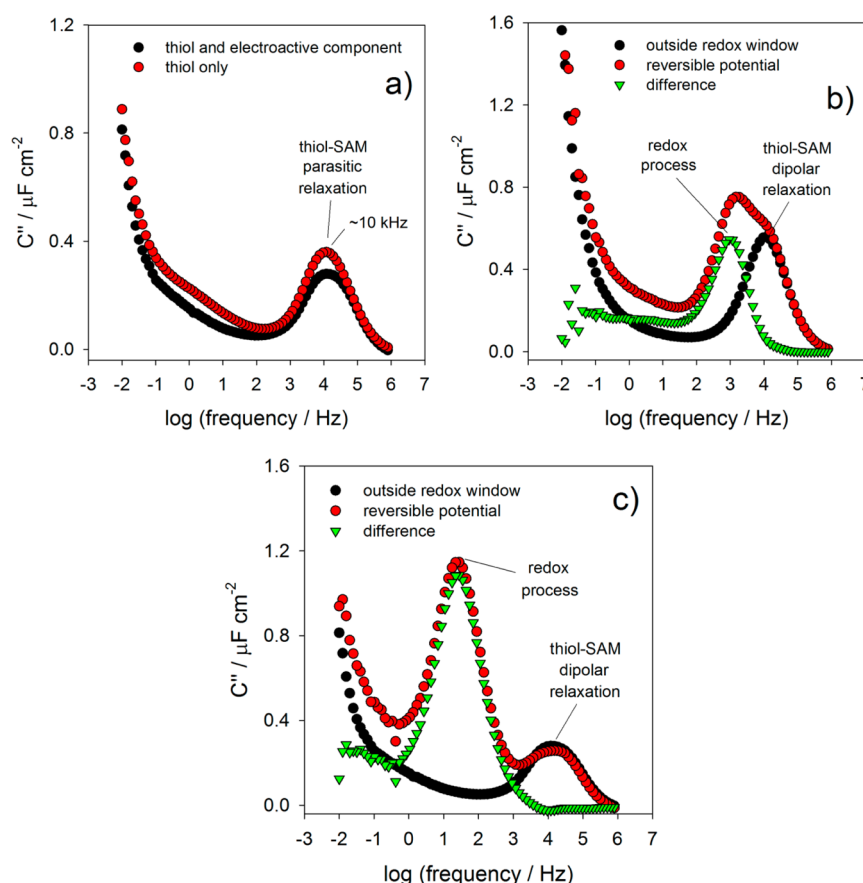 a)
thiol and electroactive component
thiol only
thiol-SAM
parasitic
relaxation
~10 kHz
C'' / µF cm⁻²
1.2
0.8
0.4
0.0
-3 -2 -1 0 1 2 3 4 5 6 7
log (frequency / Hz)
b)
outside redox window
reversible potential
difference
redox
process
thiol-SAM
dipolar
relaxation
C'' / µF cm⁻²
1.6
1.2
0.8
0.4
0.0
-3 -2 -1 0 1 2 3 4 5 6 7
log (frequency / Hz)
c)
outside redox window
reversible potential
difference
redox
process
thiol-SAM
dipolar
relaxation
C'' / µF cm⁻²
1.6
1.2
0.8
0.4
0.0
-3 -2 -1 0 1 2 3 4 5 6 7
log (frequency / Hz)